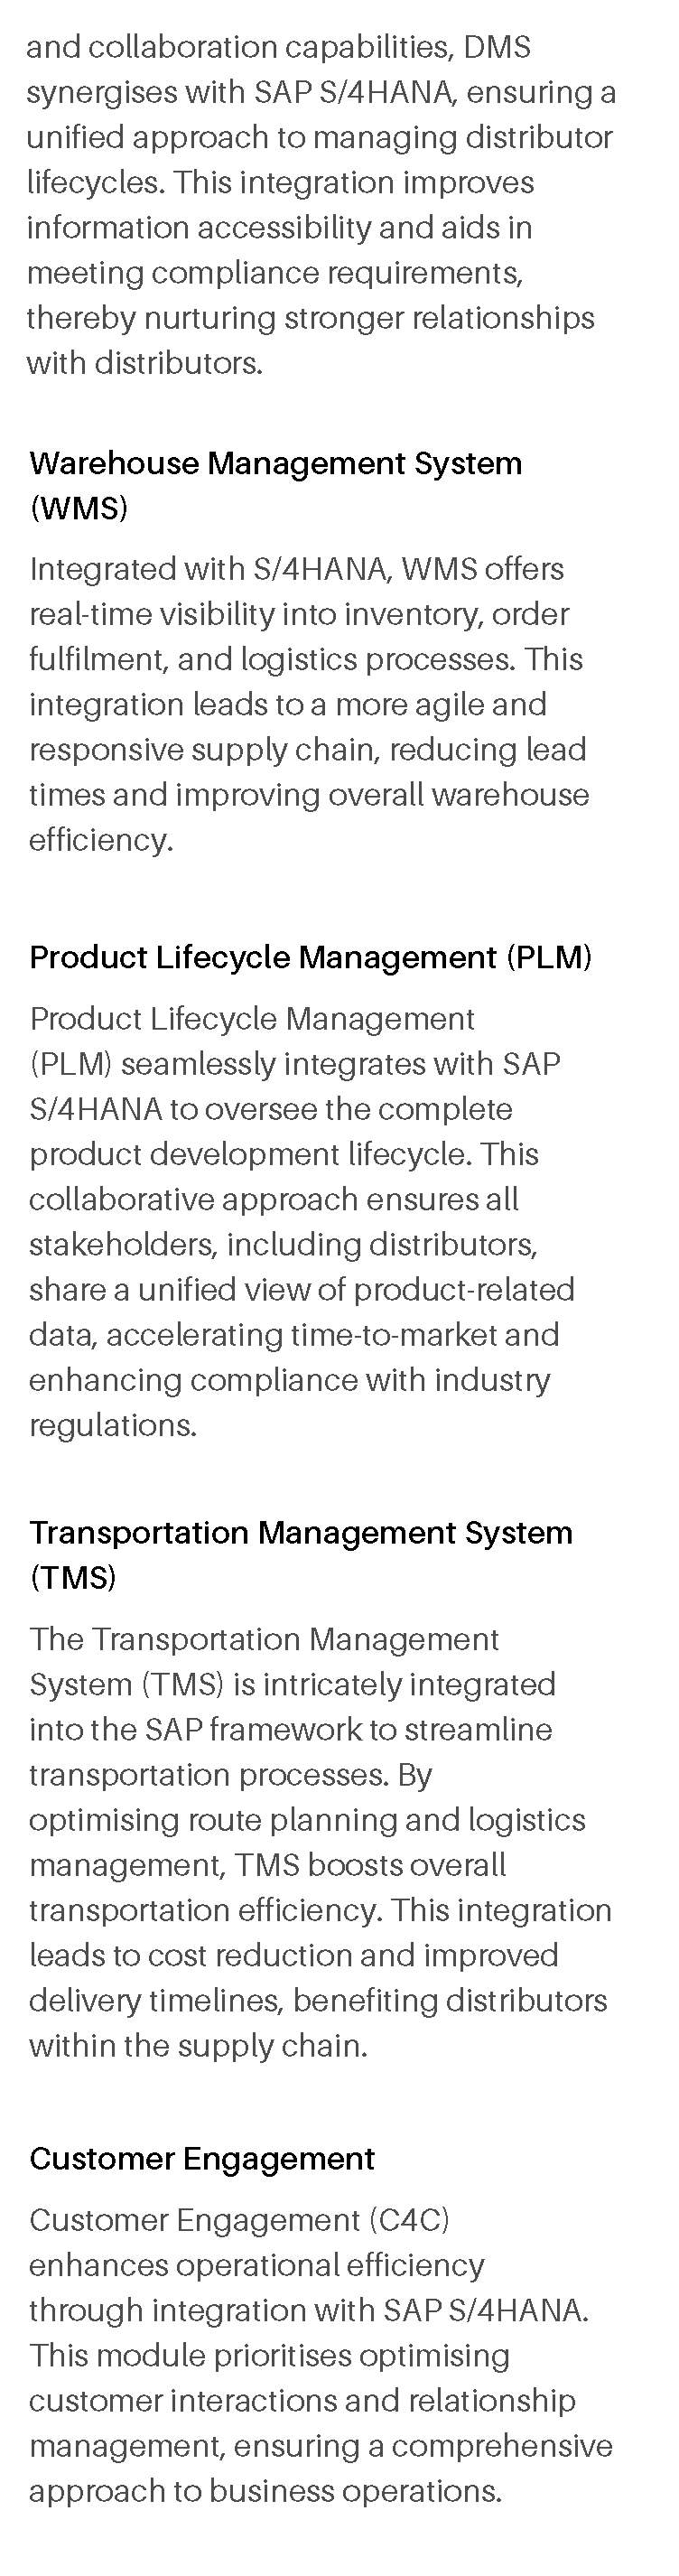 and collaboration capabilities, DMS
synergises with SAP S/4HANA, ensuring a
unified approach to managing distributor
lifecycles. This integration improves
information accessibility and aids in
meeting compliance requirements,
thereby nurturing stronger relationships
with distributors.
Warehouse Management System
(WMS)
Integrated with S/4HANA, WMS offers
real-time visibility into inventory, order
fulfilment, and logistics processes. This
integration leads to a more agile and
responsive supply chain, reducing lead
times and improving overall warehouse
efficiency.
Product Lifecycle Management (PLM)
Product Lifecycle Management
(PLM) seamlessly integrates with SAP
S/4HANA to oversee the complete
product development lifecycle. This
collaborative approach ensures all
stakeholders, including distributors,
share a unified view of product-related
data, accelerating time-to-market and
enhancing compliance with industry
regulations.
Transportation Management System
(TMS)
The Transportation Management
System (TMS) is intricately integrated
into the SAP framework to streamline
transportation processes. By
optimising route planning and logistics
management, TMS boosts overall
transportation efficiency. This integration
leads to cost reduction and improved
delivery timelines, benefiting distributors
within the supply chain.
Customer Engagement
Customer Engagement (C4C)
enhances operational efficiency
through integration with SAP S/4HANA.
This module prioritises optimising
customer interactions and relationship
management, ensuring a comprehensive
approach to business operations.